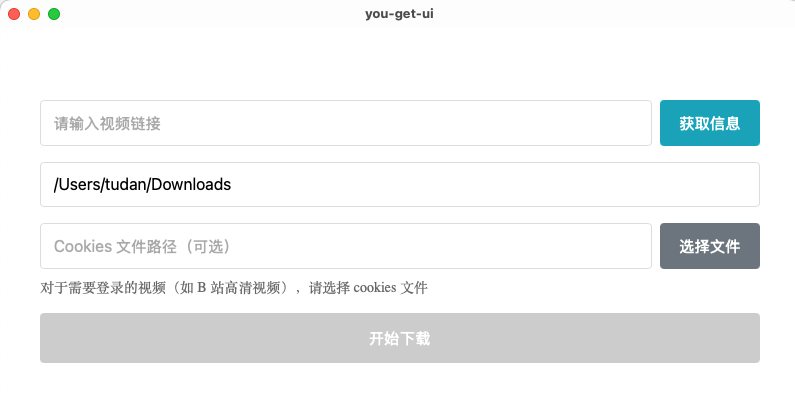 you-get-ui
请输入视频链接
获取信息
/Users/tudan/Downloads
Cookies 文件路径（可选）
选择文件
对于需要登录的视频（如 B 站高清视频），请选择 cookies 文件
开始下载